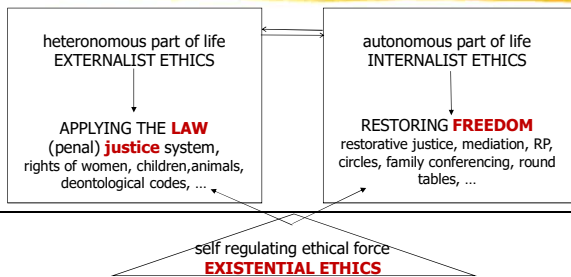 heteronomous part of life
EXTERNALIST ETHICS
APPLYING THE LAW
(penal) justice system,
rights of women, children,animals,
deontological codes, ...
autonomous part of life
INTERNALIST ETHICS
RESTORING FREEDOM
restorative justice, mediation, RP,
circles, family conferencing, round
tables, ...
self regulating ethical force
EXISTENTIAL ETHICS